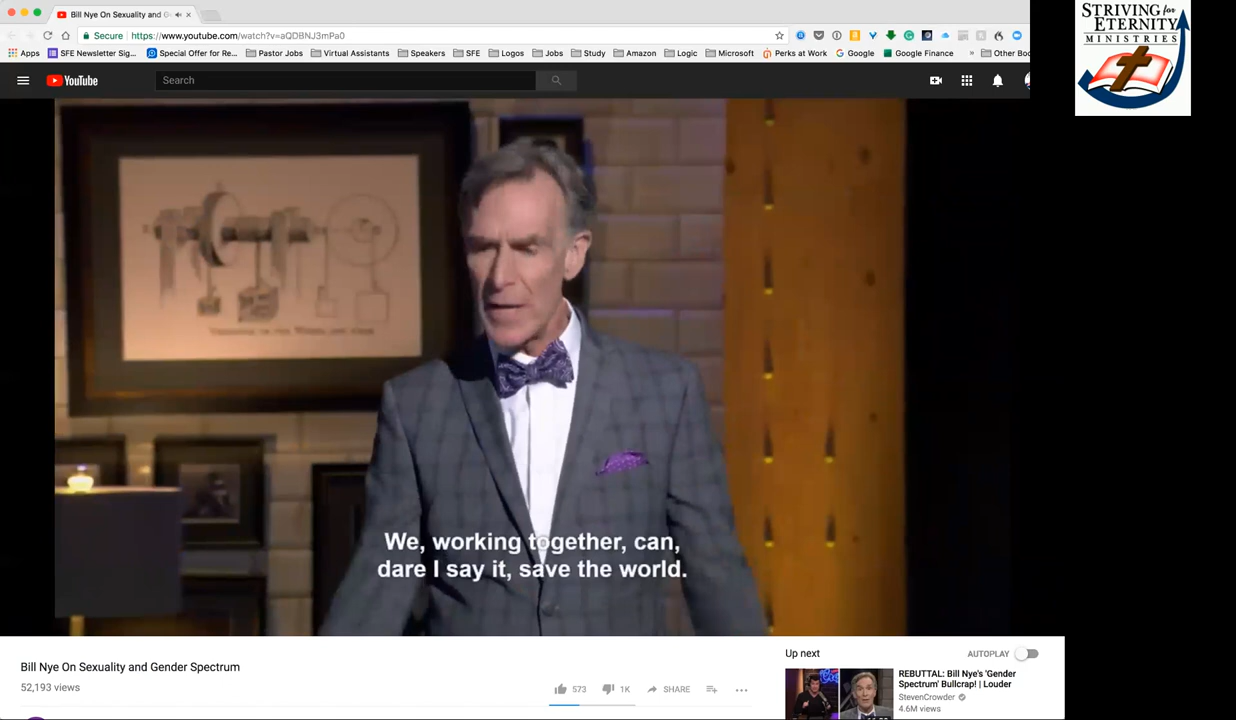 Bill Nye On Sexuality and G
Secure
https://www.youtube.com/watch?v=aQDBNJ3mPa0
Apps
SFE Newsletter Sig...
Special Offer for Re...
Pastor Jobs
Virtual Assistants
Speakers
SFE
Logos
Jobs
Study
Amazon
Logic
Microsoft
Perks at Work
Google
Google Finance
»
Other Boo
STRIVING for
ETERNITY
MINISTRIES
YouTube
Search
We, working together, can,
dare I say it, save the world.
Bill Nye On Sexuality and Gender Spectrum
52,193 views
573
1K
SHARE
Up next
AUTOPLAY
REBUTTAL: Bill Nye's 'Gender
Spectrum' Bullcrap! | Louder
StevenCrowder
4.6M views